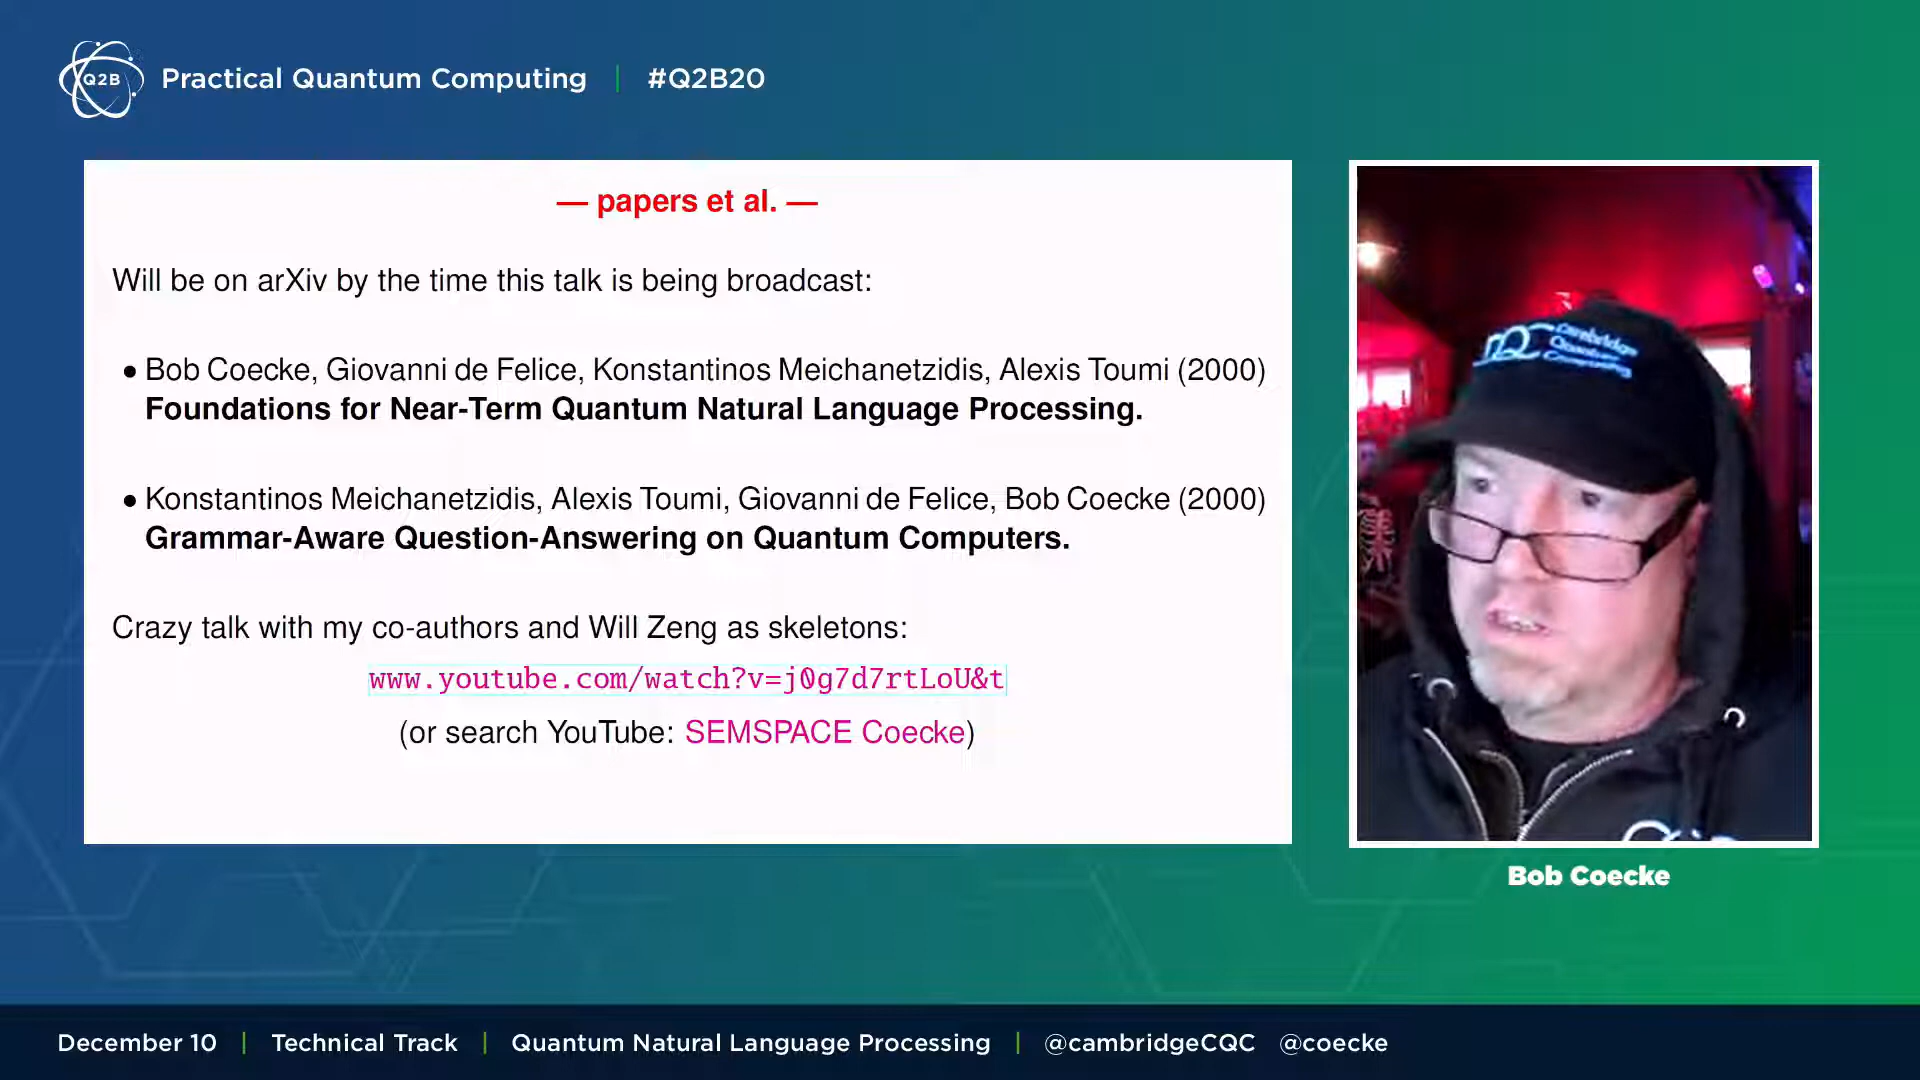 Q2B Practical Quantum Computing | #Q2B20
— papers et al. —
Will be on arXiv by the time this talk is being broadcast:
• Bob Coecke, Giovanni de Felice, Konstantinos Meichanetzidis, Alexis Toumi (2000)
Foundations for Near-Term Quantum Natural Language Processing.
• Konstantinos Meichanetzidis, Alexis Toumi, Giovanni de Felice, Bob Coecke (2000)
Grammar-Aware Question-Answering on Quantum Computers.
Crazy talk with my co-authors and Will Zeng as skeletons:
www.youtube.com/watch?v=j0g7d7rtLoU&t
(or search YouTube: SEMSPACE Coecke)
Cambridge
Quantum
Computing
Bob Coecke
December 10 | Technical Track | Quantum Natural Language Processing | @cambridgeCQC @coecke